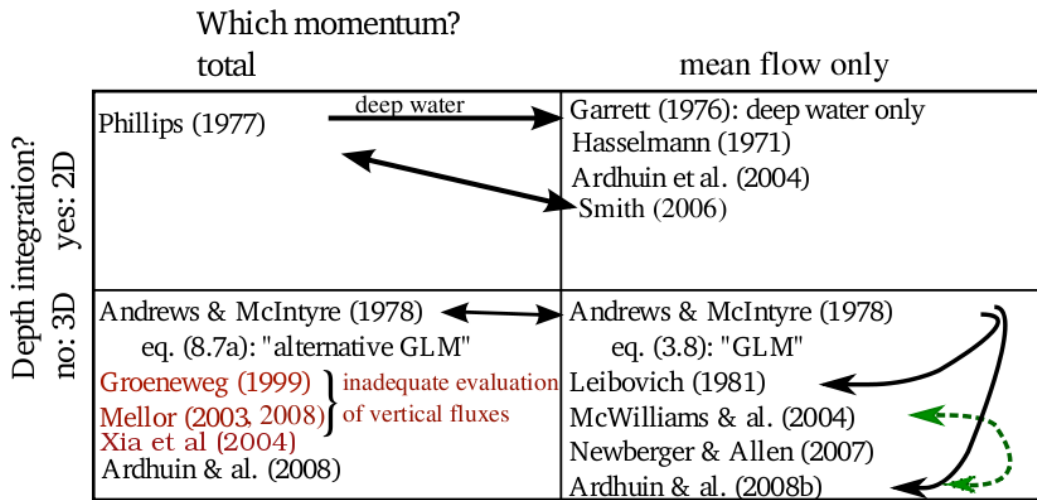 Which momentum?
total
mean flow only
Depth integration?
yes: 2D
no: 3D
Phillips (1977)
deep water
Garrett (1976): deep water only
Hasselmann (1971)
Ardhuin et al. (2004)
Smith (2006)
Andrews & McIntyre (1978)
eq. (8.7a): "alternative GLM"
Groeneweg (1999)
Mellor (2003, 2008)
Xia et al (2004)
Ardhuin & al. (2008)
inadequate evaluation
of vertical fluxes
Andrews & McIntyre (1978)
eq. (3.8): "GLM"
Leibovich (1981)
McWilliams & al. (2004)
Newberger & Allen (2007)
Ardhuin & al. (2008b)